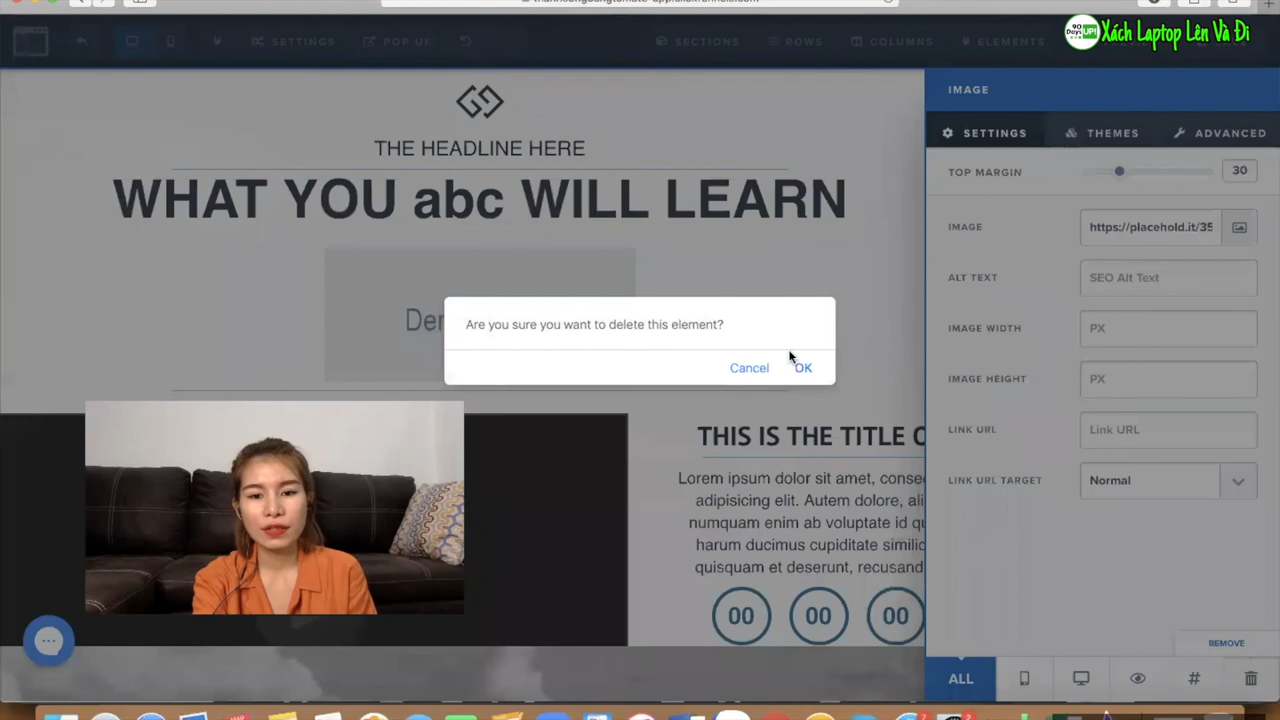 Xách Laptop Lên Và Đi
90
Days UP!
SETTINGS
POP UP
SECTIONS
ROWS
COLUMNS
ELEMENTS
IMAGE
SETTINGS
THEMES
ADVANCED
THE HEADLINE HERE
WHAT YOU abc WILL LEARN
TOP MARGIN
30
IMAGE
https://placehold.it/35
ALT TEXT
SEO Alt Text
IMAGE WIDTH
PX
IMAGE HEIGHT
PX
LINK URL
Link URL
LINK URL TARGET
Normal
Der
Are you sure you want to delete this element?
Cancel
OK
THIS IS THE TITLE O
Lorem ipsum dolor sit amet, conse
adipisicing elit. Autem dolore, ali
numquam enim ab voluptate id qu
harum ducimus cupiditate similic
quisquam et deserunt, recusand
00 00 00
REMOVE
ALL
#